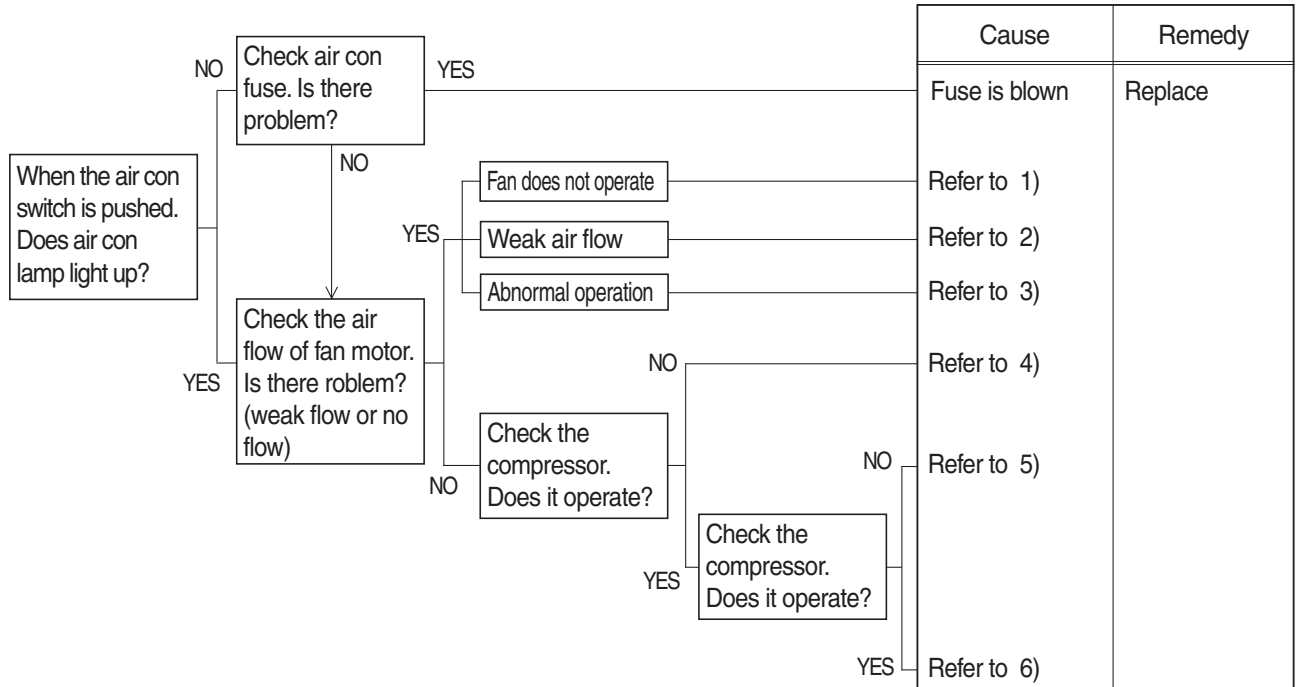 Cause
Remedy
NO
Check air con
fuse. Is there
problem?
YES
Fuse is blown
Replace
NO
When the air con
switch is pushed.
Does air con
lamp light up?
YES
Fan does not operate
Refer to 1)
Weak air flow
Refer to 2)
Abnormal operation
Refer to 3)
YES
Check the air
flow of fan motor.
Is there roblem?
(weak flow or no
flow)
NO
Refer to 4)
NO
Check the
compressor.
Does it operate?
NO
Refer to 5)
YES
Check the
compressor.
Does it operate?
YES
Refer to 6)